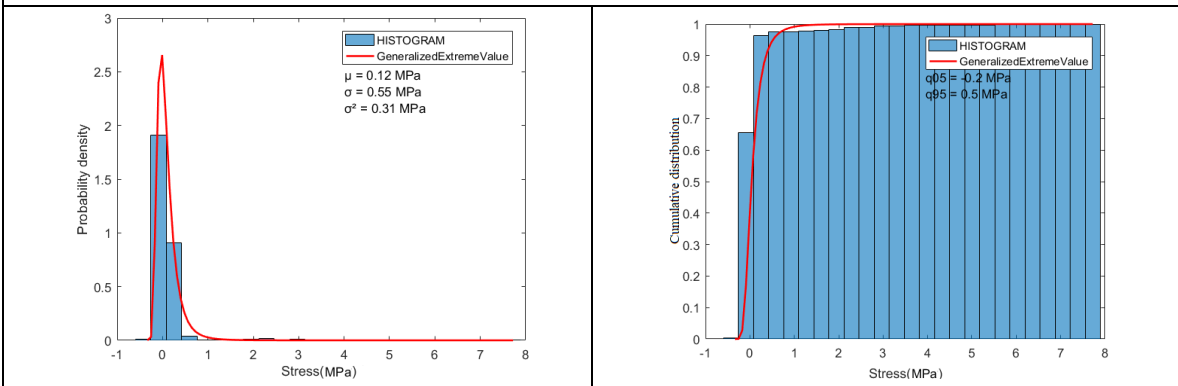 3
2.5
2
1.5
1
0.5
0
-1 0 1 2 3 4 5 6 7 8
Probability density
Stress(MPa)
HISTOGRAM
GeneralizedExtremeValue
μ = 0.12 MPa
σ = 0.55 MPa
σ² = 0.31 MPa
1
0.9
0.8
0.7
0.6
0.5
0.4
0.3
0.2
0.1
0
-1 0 1 2 3 4 5 6 7 8
Cumulative distribution
Stress(MPa)
HISTOGRAM
GeneralizedExtremeValue
q05 = -0.2 MPa
q95 = 0.5 MPa